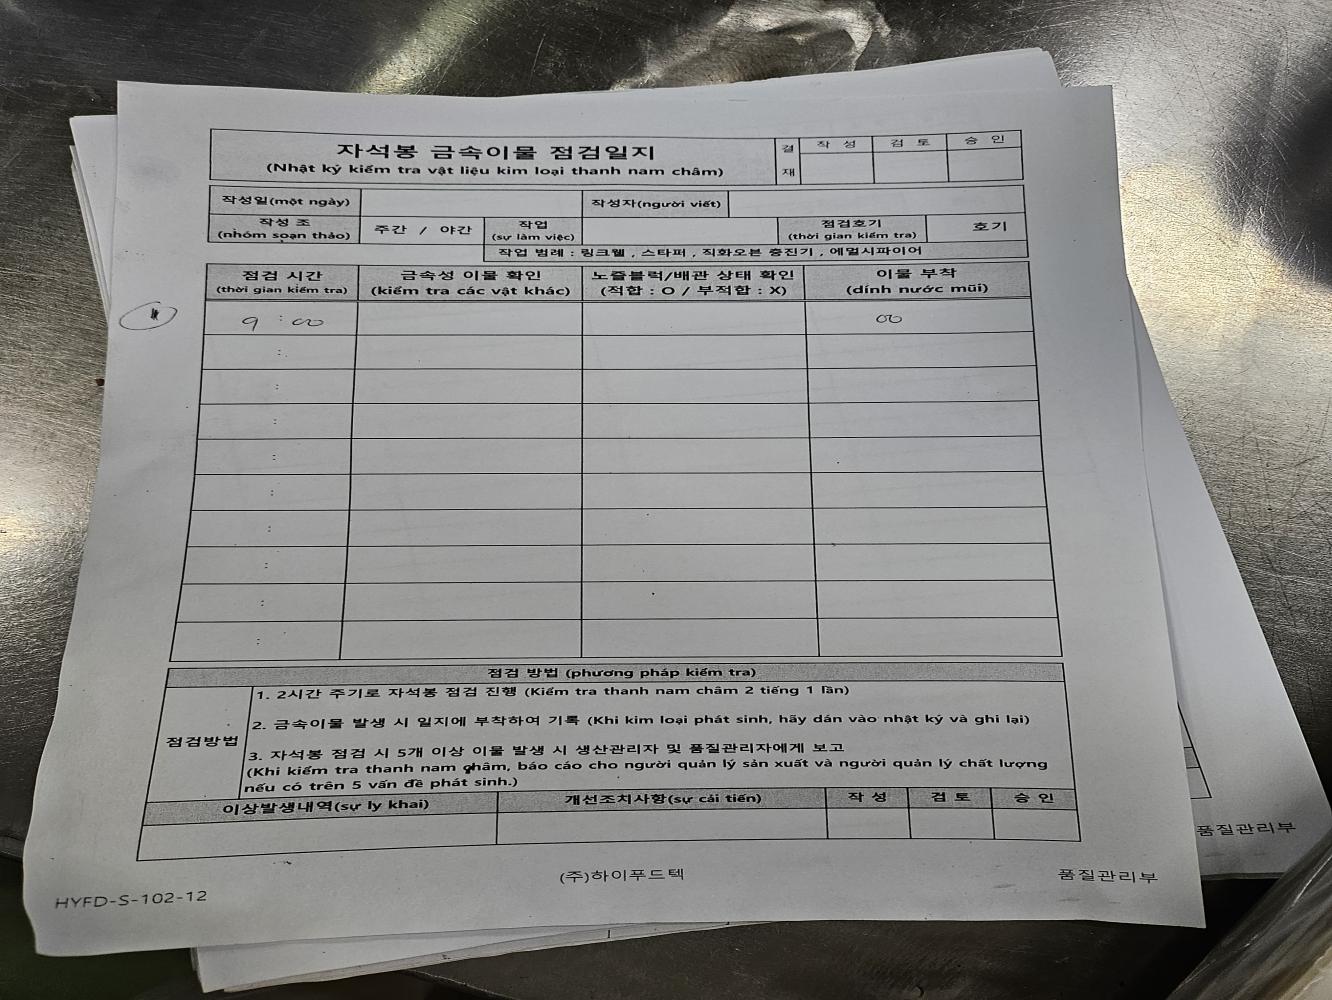 자석봉 금속이물 점검일지
(Nhật ký kiểm tra vật liệu kim loại thanh nam châm)
결재 작 성 검 토 승 인
작성일(một ngày) 작성자(người viết)
작성 조 (nhóm soạn thảo) 주간 / 야간 작업 (sự làm việc) 점검호기 (thời gian kiểm tra) 호기
작업 범례 : 링크웰 , 스타퍼 , 직화오븐 충진기 , 에멀시파이어
점검 시간 (thời gian kiểm tra) 금속성 이물 확인 (kiểm tra các vật khác) 노즐블럭/배관 상태 확인 (적합 : O / 부적합 : X) 이물 부착 (dính nước mũi)
9 : 00 00
:
:
:
:
:
:
:
:
:
점검 방법 (phương pháp kiểm tra)
점검방법
1. 2시간 주기로 자석봉 점검 진행 (Kiểm tra thanh nam châm 2 tiếng 1 lần)
2. 금속이물 발생 시 일지에 부착하여 기록 (Khi kim loại phát sinh, hãy dán vào nhật ký và ghi lại)
3. 자석봉 점검 시 5개 이상 이물 발생 시 생산관리자 및 품질관리자에게 보고
(Khi kiểm tra thanh nam châm, báo cáo cho người quản lý sản xuất và người quản lý chất lượng
nếu có trên 5 vấn đề phát sinh.)
이상발생내역(sự ly khai) 개선조치사항(sự cải tiến) 작 성 검 토 승 인
HYFD-S-102-12 (주)하이푸드텍 품질관리부
품질관리부